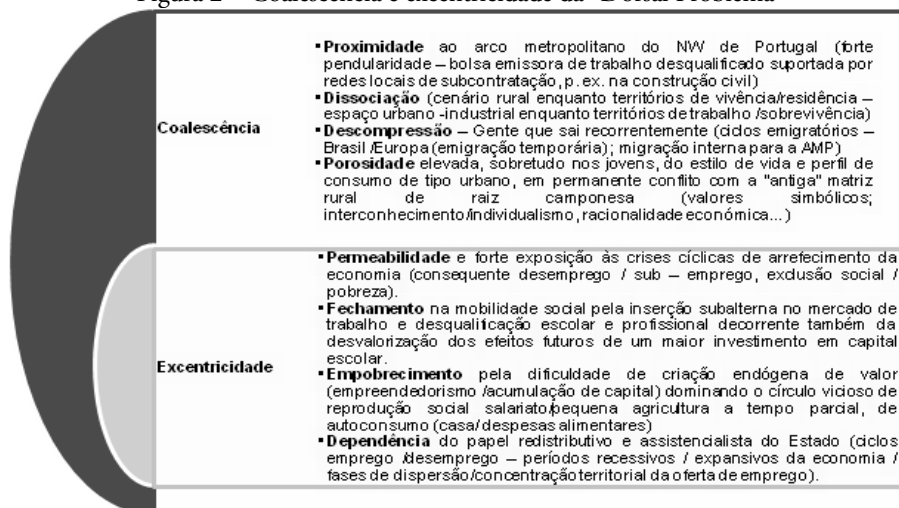 Figura 2 – Coalescência e excentricidade da "Bolsa Problema"
Coalescência
▪Proximidade ao arco metropolitano do NW de Portugal (forte
pendularidade – bolsa emissora de trabalho desqualificado suportada por
redes locais de subcontratação, p. ex. na construção civil)
▪Dissociação (cenário rural enquanto territórios de vivência/residência –
espaço urbano -industrial enquanto territórios de trabalho /sobrevivência)
▪Descompressão – Gente que sai recorrentemente (ciclos emigratórios –
Brasil /Europa (emigração temporária); migração interna para a AMP)
▪Porosidade elevada, sobretudo nos jovens, do estilo de vida e perfil de
consumo de tipo urbano, em permanente conflito com a "antiga" matriz
rural de raiz camponesa (valores simbólicos;
interconhecimento/individualismo, racionalidade económica... )
Excentricidade
▪Permeabilidade e forte exposição às crises cíclicas de arrefecimento da
economia (consequente desemprego / sub – emprego, exclusão social /
pobreza).
▪Fechamento na mobilidade social pela inserção subalterna no mercado de
trabalho e desqualificação escolar e profissional decorrente também da
desvalorização dos efeitos futuros de um maior investimento em capital
escolar.
▪Empobrecimento pela dificuldade de criação endógena de valor
(empreendedorismo /acumulação de capital) dominando o círculo vicioso de
reprodução social salariato/pequena agricultura a tempo parcial, de
autoconsumo (casa/despesas alimentares)
▪Dependência do papel redistributivo e assistencialista do Estado (ciclos
emprego /desemprego – períodos recessivos / expansivos da economia /
fases de dispersão/concentração territorial da oferta de emprego).